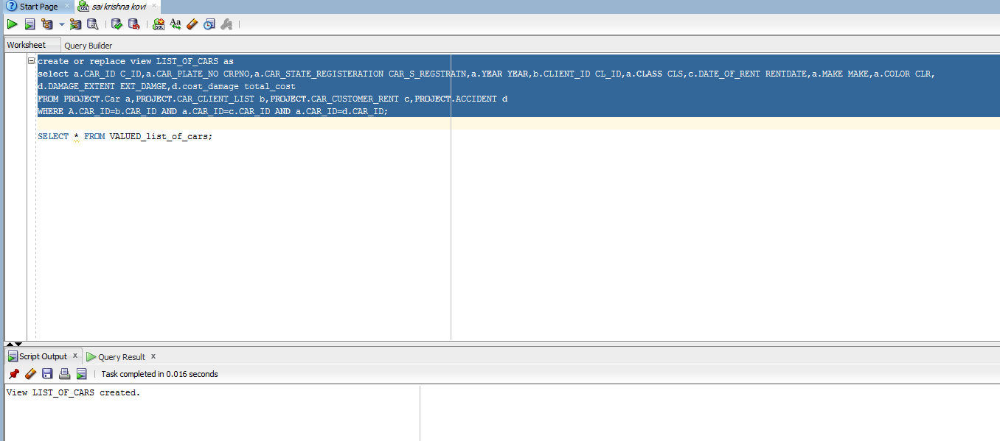 Start Page
sai krishna kovi
Worksheet
Query Builder
create or replace view LIST_OF_CARS as
select a.CAR_ID C_ID,a.CAR_PLATE_NO CRPNO,a.CAR_STATE_REGISTERATION CAR_S_REGSTRATN,a.YEAR YEAR,b.CLIENT_ID CL_ID,a.CLASS CLS,c.DATE_OF_RENT RENTDATE,a.MAKE MAKE,a.COLOR CLR,
d.DAMAGE_EXTENT EXT_DAMGE,d.cost_damage total_cost
FROM PROJECT.Car a,PROJECT.CAR_CLIENT_LIST b,PROJECT.CAR_CUSTOMER_RENT c,PROJECT.ACCIDENT d
WHERE A.CAR_ID=b.CAR_ID AND a.CAR_ID=c.CAR_ID AND a.CAR_ID=d.CAR_ID;
SELECT * FROM VALUED_list_of_cars;
Script Output x
Query Result x
Task completed in 0.016 seconds
View LIST_OF_CARS created.